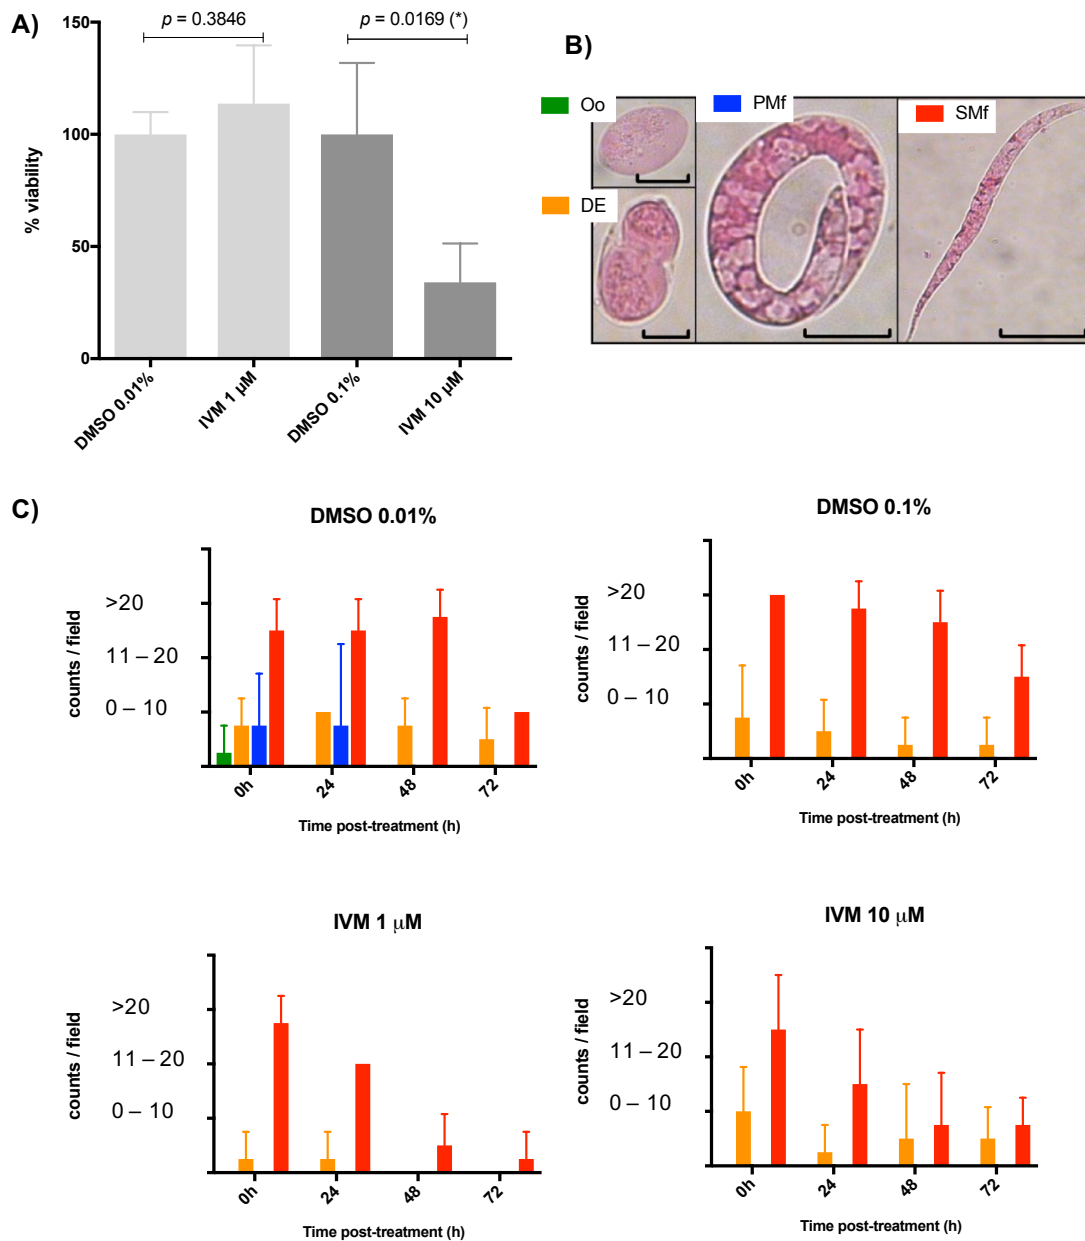 A)
p = 0.3846
p = 0.0169 (*)
150
100
50
0
% viability
DMSO 0.01%
IVM 1 µM
DMSO 0.1%
IVM 10 µM
B)
Oo
PMf
SMf
DE
C)
DMSO 0.01%
counts / field
>20
11 – 20
0 – 10
0h
24
48
72
Time post-treatment (h)
DMSO 0.1%
counts / field
>20
11 – 20
0 – 10
0h
24
48
72
Time post-treatment (h)
IVM 1 µM
counts / field
>20
11 – 20
0 – 10
0h
24
48
72
Time post-treatment (h)
IVM 10 µM
counts / field
>20
11 – 20
0 – 10
0h
24
48
72
Time post-treatment (h)